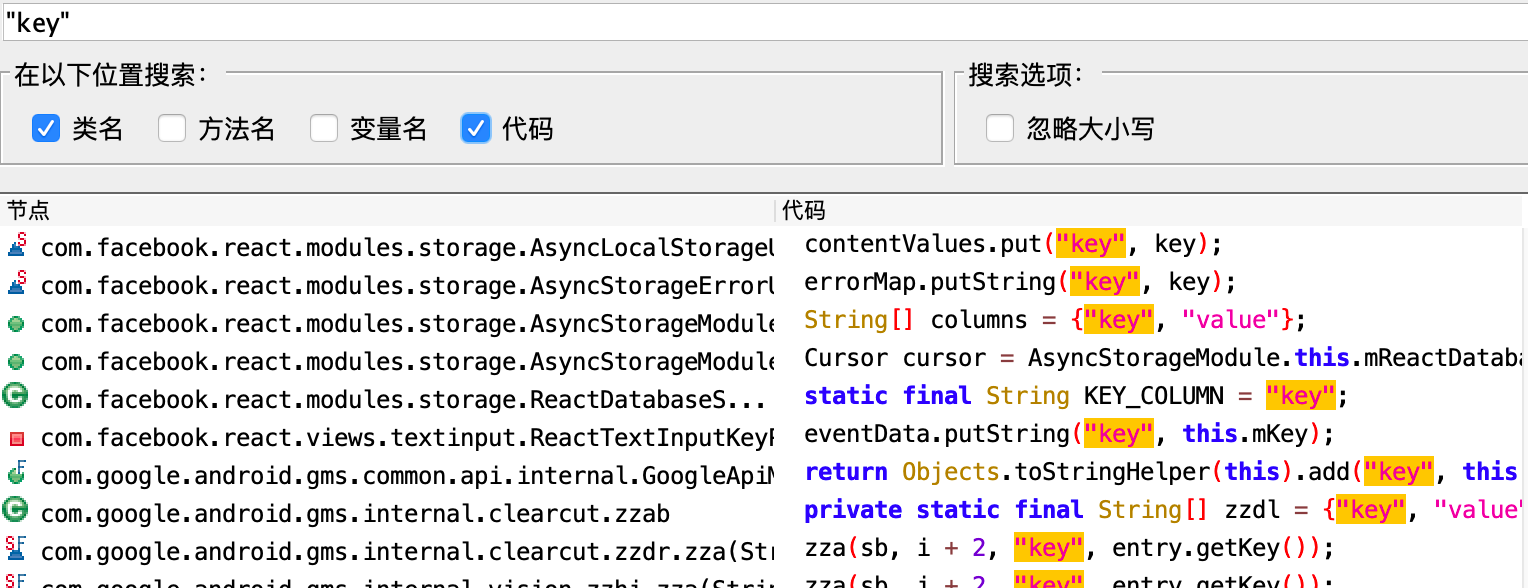 "key"
在以下位置搜索： 搜索选项：
类名 方法名 变量名 代码 忽略大小写
节点 代码
com.facebook.react.modules.storage.AsyncLocalStorageU contentValues.put("key", key);
com.facebook.react.modules.storage.AsyncStorageErrorU errorMap.putString("key", key);
com.facebook.react.modules.storage.AsyncStorageModule String[] columns = {"key", "value"};
com.facebook.react.modules.storage.AsyncStorageModule Cursor cursor = AsyncStorageModule.this.mReactDataba
com.facebook.react.modules.storage.ReactDatabaseS... static final String KEY_COLUMN = "key";
com.facebook.react.views.textinput.ReactTextInputKeyP eventData.putString("key", this.mKey);
com.google.android.gms.common.api.internal.GoogleApiM return Objects.toStringHelper(this).add("key", this
com.google.android.gms.internal.clearcut.zzab private static final String[] zzdl = {"key", "value"
com.google.android.gms.internal.clearcut.zzdr.zza(Str zza(sb, i + 2, "key", entry.getKey());
com.google.android.gms.internal.vision.zzhi.zza(Strin zza(sb, i + 2, "key", entry.getKey());